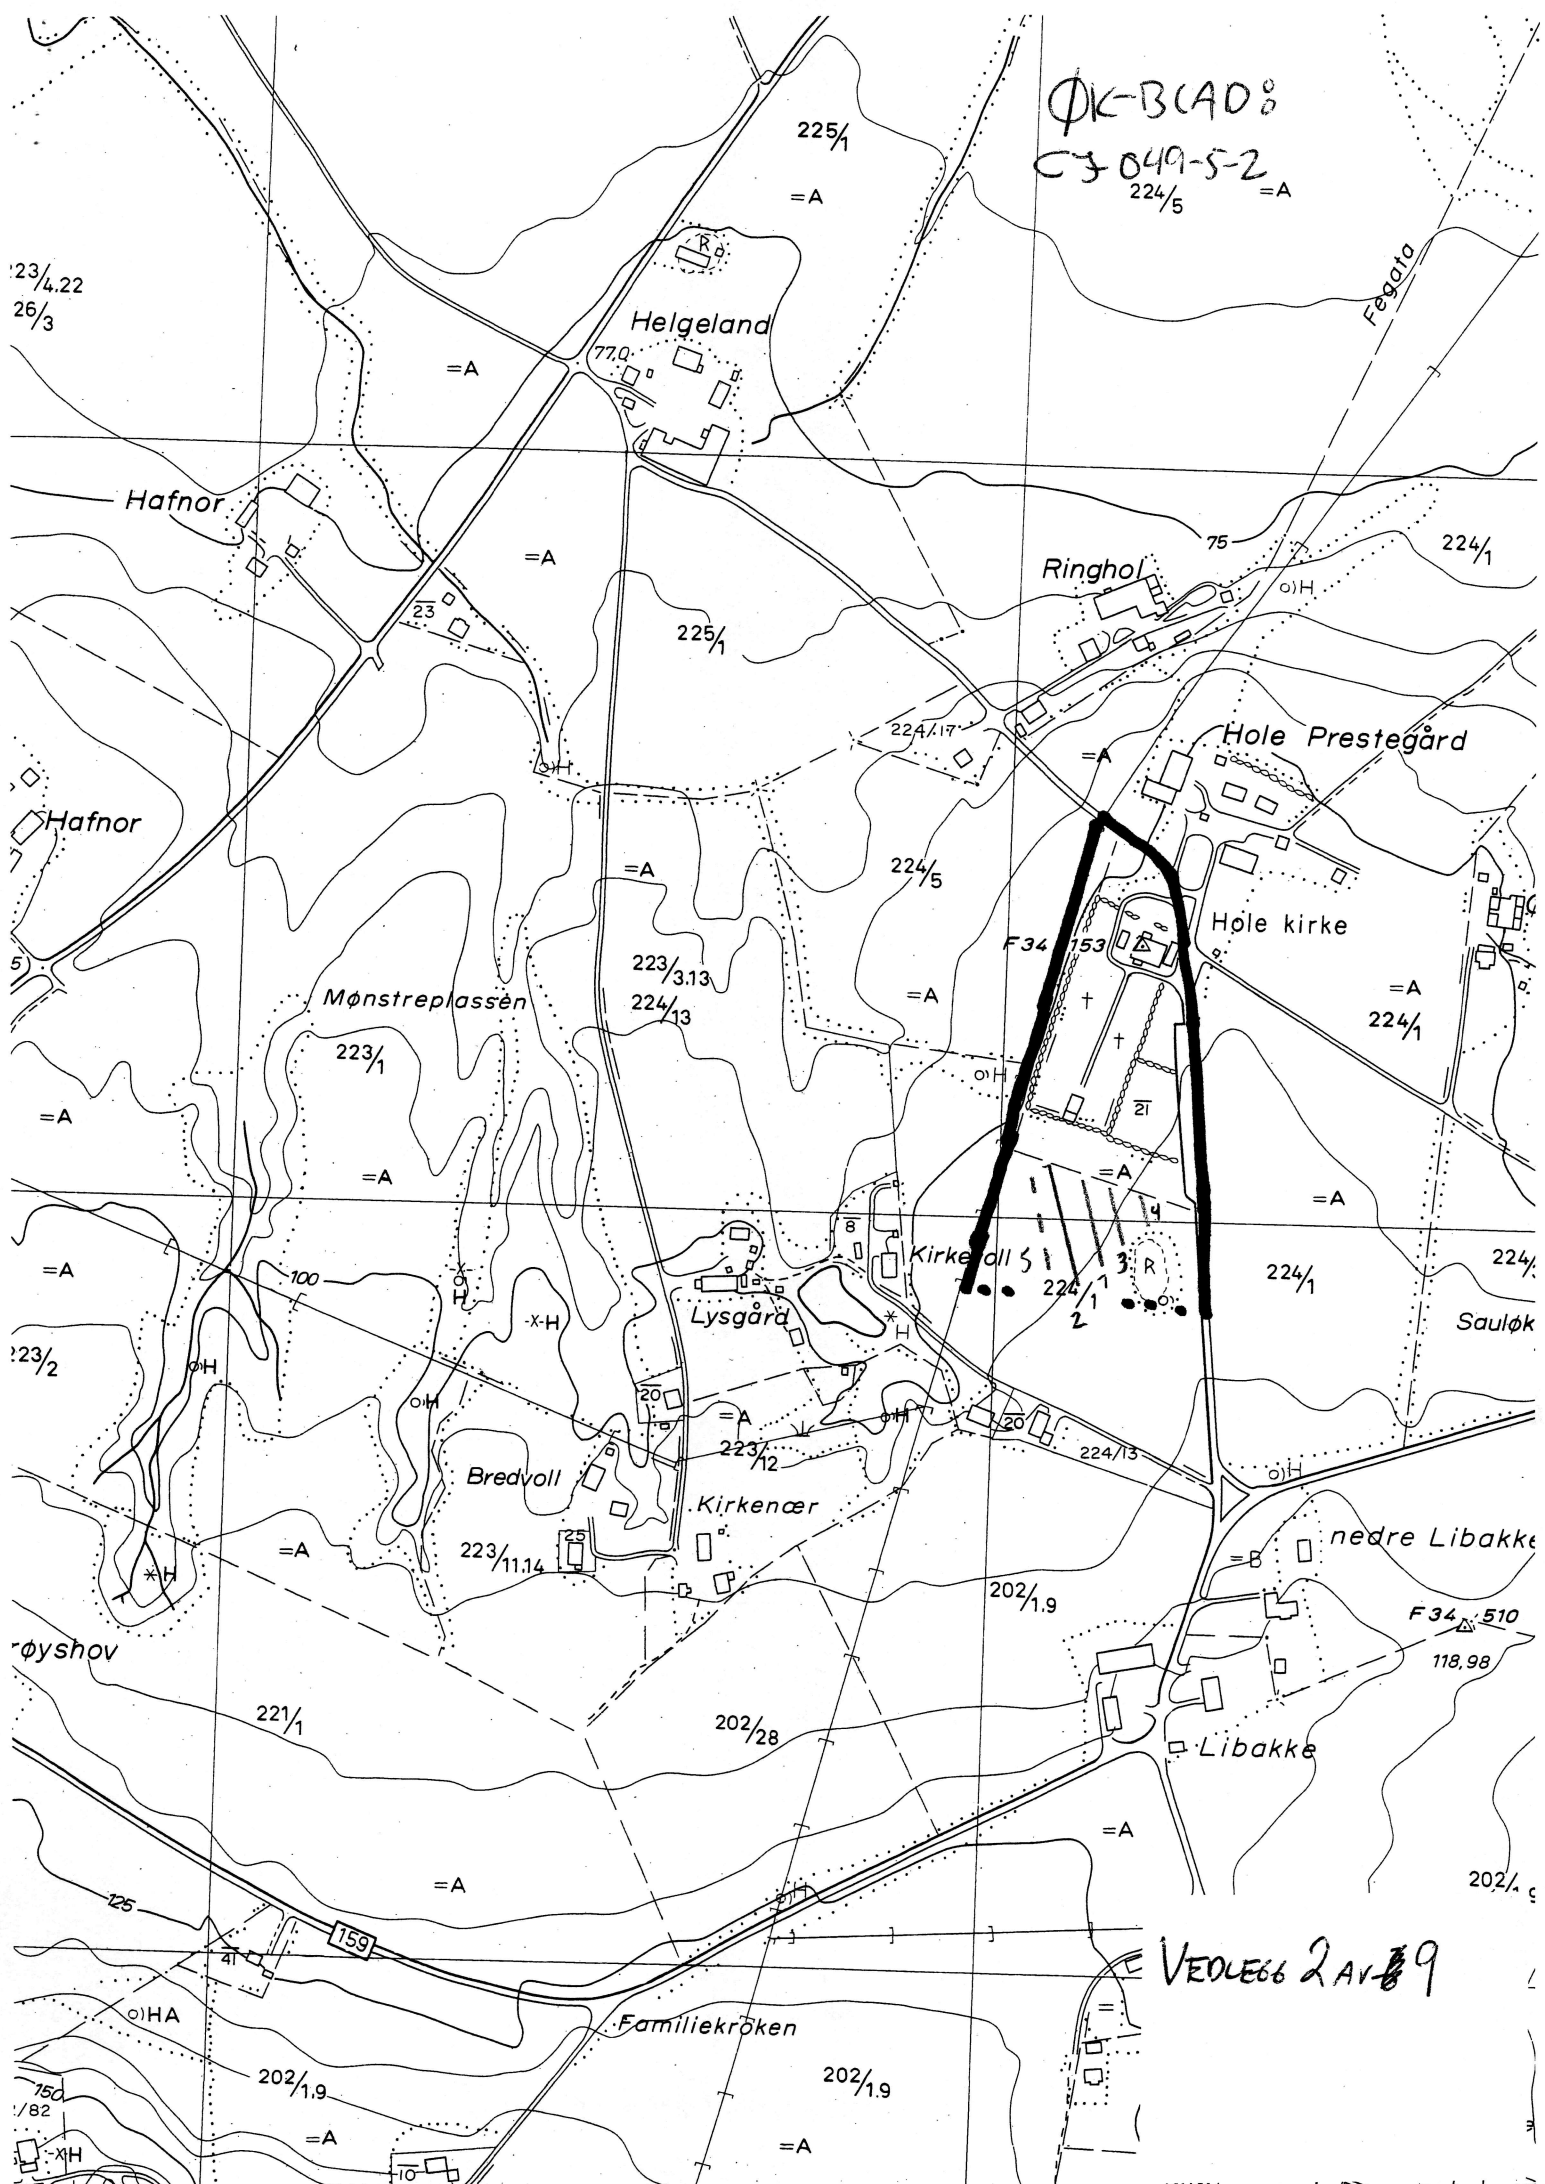 ØK-BLAD:
CJ 049-5-2
225/1
=A
224/5
=A
Fegata
223/4.22
26/3
Helgeland
R
77.0
=A
Hafnor
=A
75
224/1
Ringhol
O)H
23
225/1
224/.17
=A
Hole Prestegård
O)H
Hafnor
=A
224/5
Hole kirke
F34 153
5
223/3.13
224/13
=A
=A
224/1
Mønstreplassen
223/1
O)H
21
=A
=A
=A
=A
8
4
Kirkevoll
5
3
R
224/1
1
2
224/1
224/
=A
100
X
O
H
-X-H
Lysgård
*
H
Sauløk
223/2
O)H
O)H
20
=A
O)H
20
223/12
224/13
O)H
Bredvoll
Kirkenær
nedre Libakke
=A
223/11.14
25
=B
*H
202/1.9
F34 510
118,98
røyshov
221/1
202/28
Libakke
=A
=A
202/1.9
125
O)H
159
41
VEDLEGG 2 AV 9
O)HA
=
Familiekroken
202/1.9
202/1.9
150
/82
=A
=A
-X-H
10